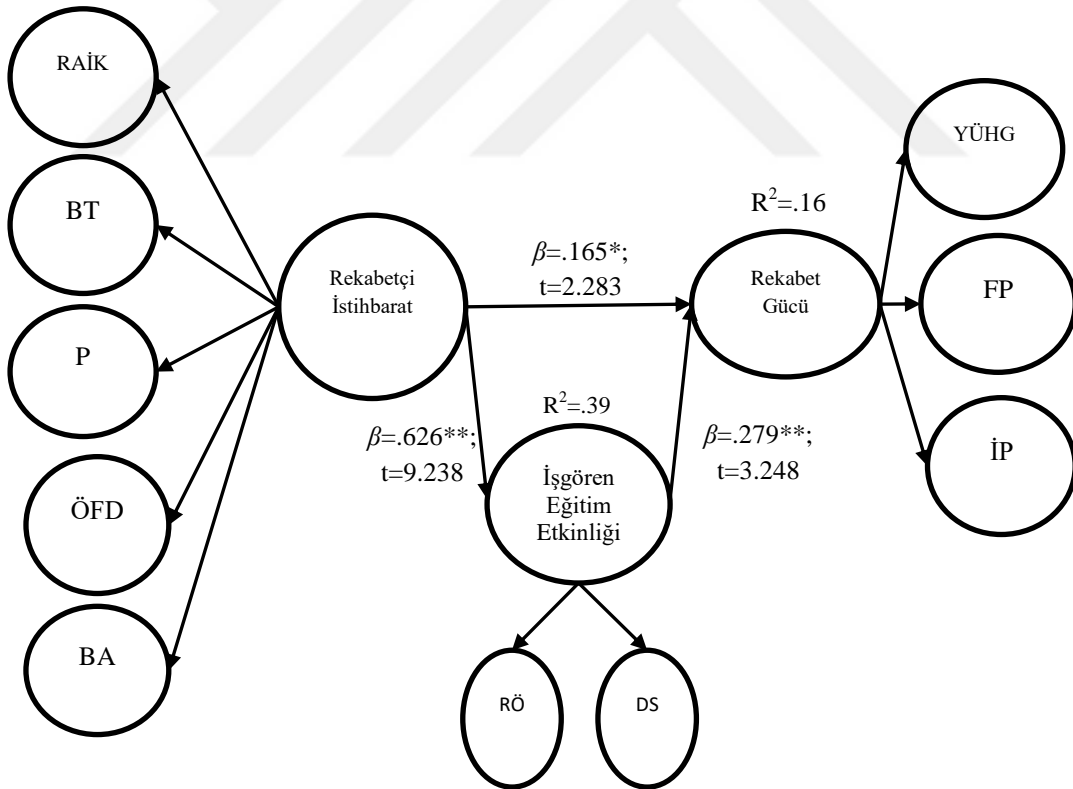 RAİK
BT
P
ÖFD
BA
Rekabetçi
İstihbarat
β=.165*;
t=2.283
β=.626**;
t=9.238
R²=.39
İşgören
Eğitim
Etkinliği
RÖ
DS
β=.279**;
t=3.248
R²=.16
Rekabet
Gücü
YÜHG
FP
İP